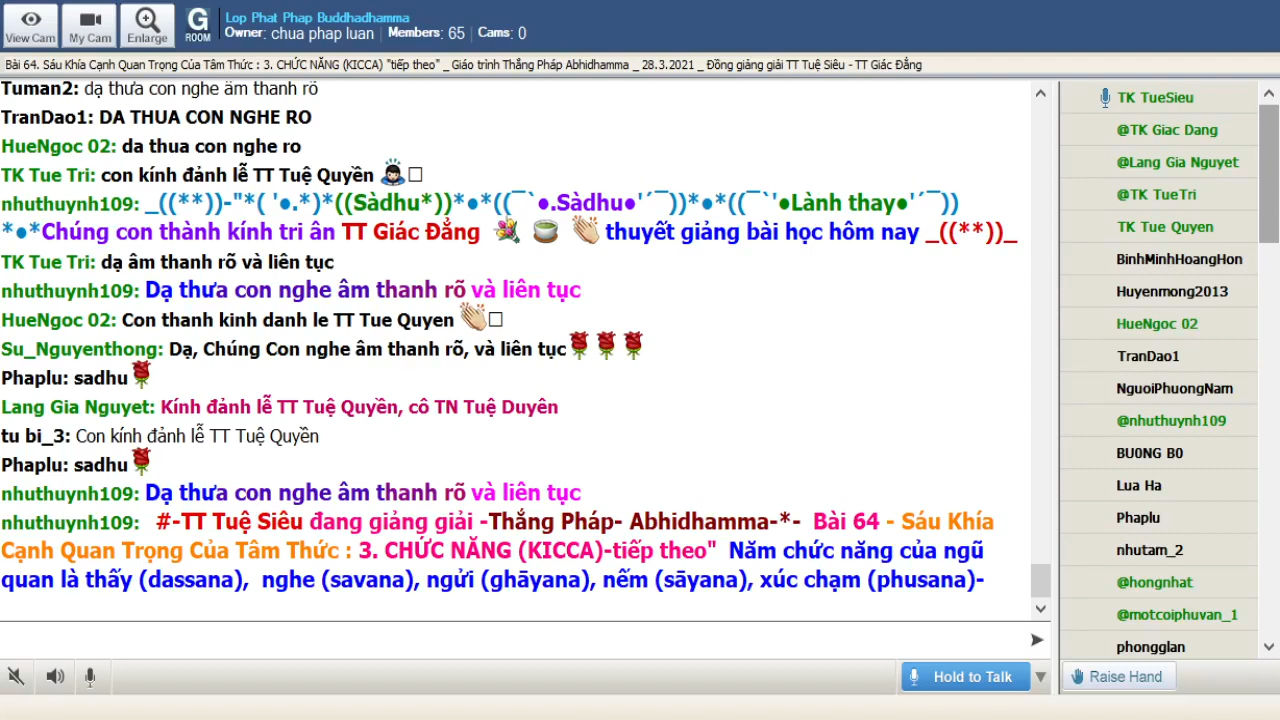 View Cam
My Cam
Enlarge
G
ROOM
Lop Phat Phap Buddhadhamma
Owner: chua phap luan | Members: 65 | Cams: 0
Bài 64. Sáu Khía Cạnh Quan Trọng Của Tâm Thức : 3. CHỨC NĂNG (KICCA) "tiếp theo" _ Giáo trình Thắng Pháp Abhidhamma _ 28.3.2021 _ Đồng giảng giải TT Tuệ Siêu - TT Giác Đẳng
Tuman2: dạ thưa con nghe âm thanh rõ
TranDao1: DA THUA CON NGHE RO
HueNgoc 02: da thua con nghe ro
TK Tue Tri: con kính đảnh lễ TT Tuệ Quyền
nhuthuynh109: _((**))-"*( '●.*)*((Sàdhu*))*●*((¯`●.Sàdhu●'´¯))*●*((¯`'●Lành thay●'´¯))
*●*Chúng con thành kính tri ân TT Giác Đẳng thuyết giảng bài học hôm nay _((**))_
TK Tue Tri: dạ âm thanh rõ và liên tục
nhuthuynh109: Dạ thưa con nghe âm thanh rõ và liên tục
HueNgoc 02: Con thanh kinh danh le TT Tue Quyen
Su_Nguyenthong: Dạ, Chúng Con nghe âm thanh rõ, và liên tục
Phaplu: sadhu
Lang Gia Nguyet: Kính đảnh lễ TT Tuệ Quyền, cô TN Tuệ Duyên
tu bi_3: Con kính đảnh lễ TT Tuệ Quyền
Phaplu: sadhu
nhuthuynh109: Dạ thưa con nghe âm thanh rõ và liên tục
nhuthuynh109: #-TT Tuệ Siêu đang giảng giải -Thắng Pháp- Abhidhamma-*- Bài 64 - Sáu Khía
Cạnh Quan Trọng Của Tâm Thức : 3. CHỨC NĂNG (KICCA)-tiếp theo" Năm chức năng của ngũ
quan là thấy (dassana), nghe (savana), ngửi (ghāyana), nếm (sāyana), xúc chạm (phusana)-
TK TueSieu
@TK Giac Dang
@Lang Gia Nguyet
@TK TueTri
TK Tue Quyen
BinhMinhHoangHon
Huyenmong2013
HueNgoc 02
TranDao1
NguoiPhuongNam
@nhuthuynh109
BU0NG B0
Lua Ha
Phaplu
nhutam_2
@hongnhat
@motcoiphuvan_1
phongglan
Hold to Talk
Raise Hand